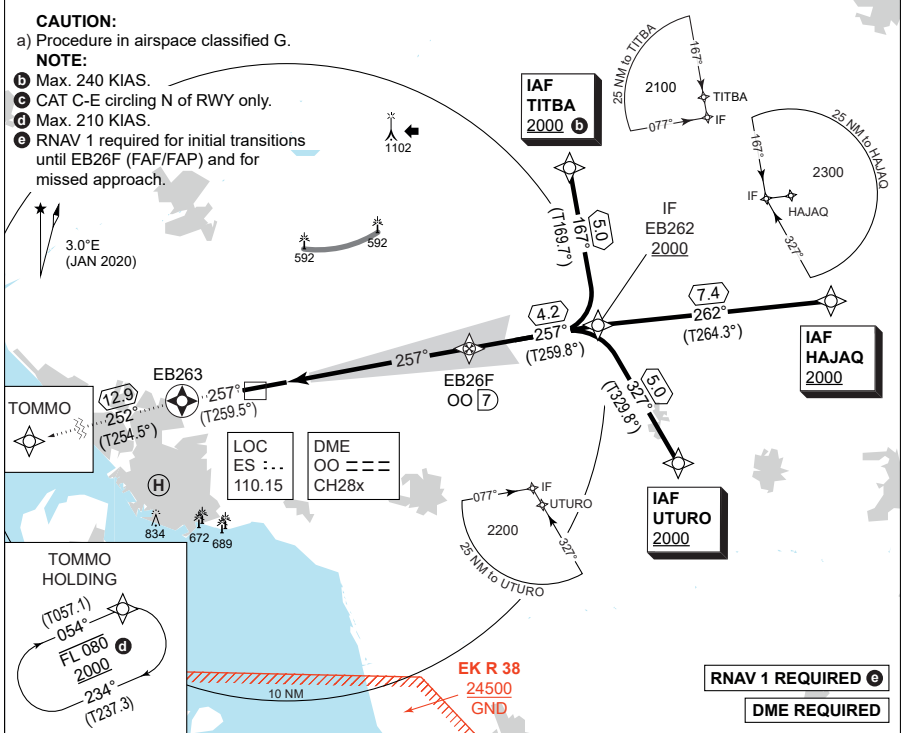 CAUTION:
a) Procedure in airspace classified G.
NOTE:
b Max. 240 KIAS.
c CAT C-E circling N of RWY only.
d Max. 210 KIAS.
e RNAV 1 required for initial transitions
until EB26F (FAF/FAP) and for
missed approach.
3.0°E
(JAN 2020)
1102
592
592
IAF
TITBA
2000 b
25 NM to TITBA
2100
167°
077°
TITBA
IF
25 NM to HAJAQ
2300
167°
IF
HAJAQ
327°
5.0
167°
(T169.7°)
IF
EB262
2000
7.4
262°
(T264.3°)
IAF
HAJAQ
2000
4.2
257°
(T259.8°)
257°
EB26F
OO 7
5.0
327°
(T329.8°)
IAF
UTURO
2000
EB263
257°
(T259.5°)
12.9
252°
(T254.5°)
TOMMO
LOC
ES :..
110.15
DME
OO ===
CH28x
H
834
672
689
077°
IF
UTURO
2200
327°
25 NM to UTURO
TOMMO
HOLDING
(T057.1)
054°
FL 080 d
2000
234°
(T237.3)
10 NM
EK R 38
24500
GND
RNAV 1 REQUIRED e
DME REQUIRED